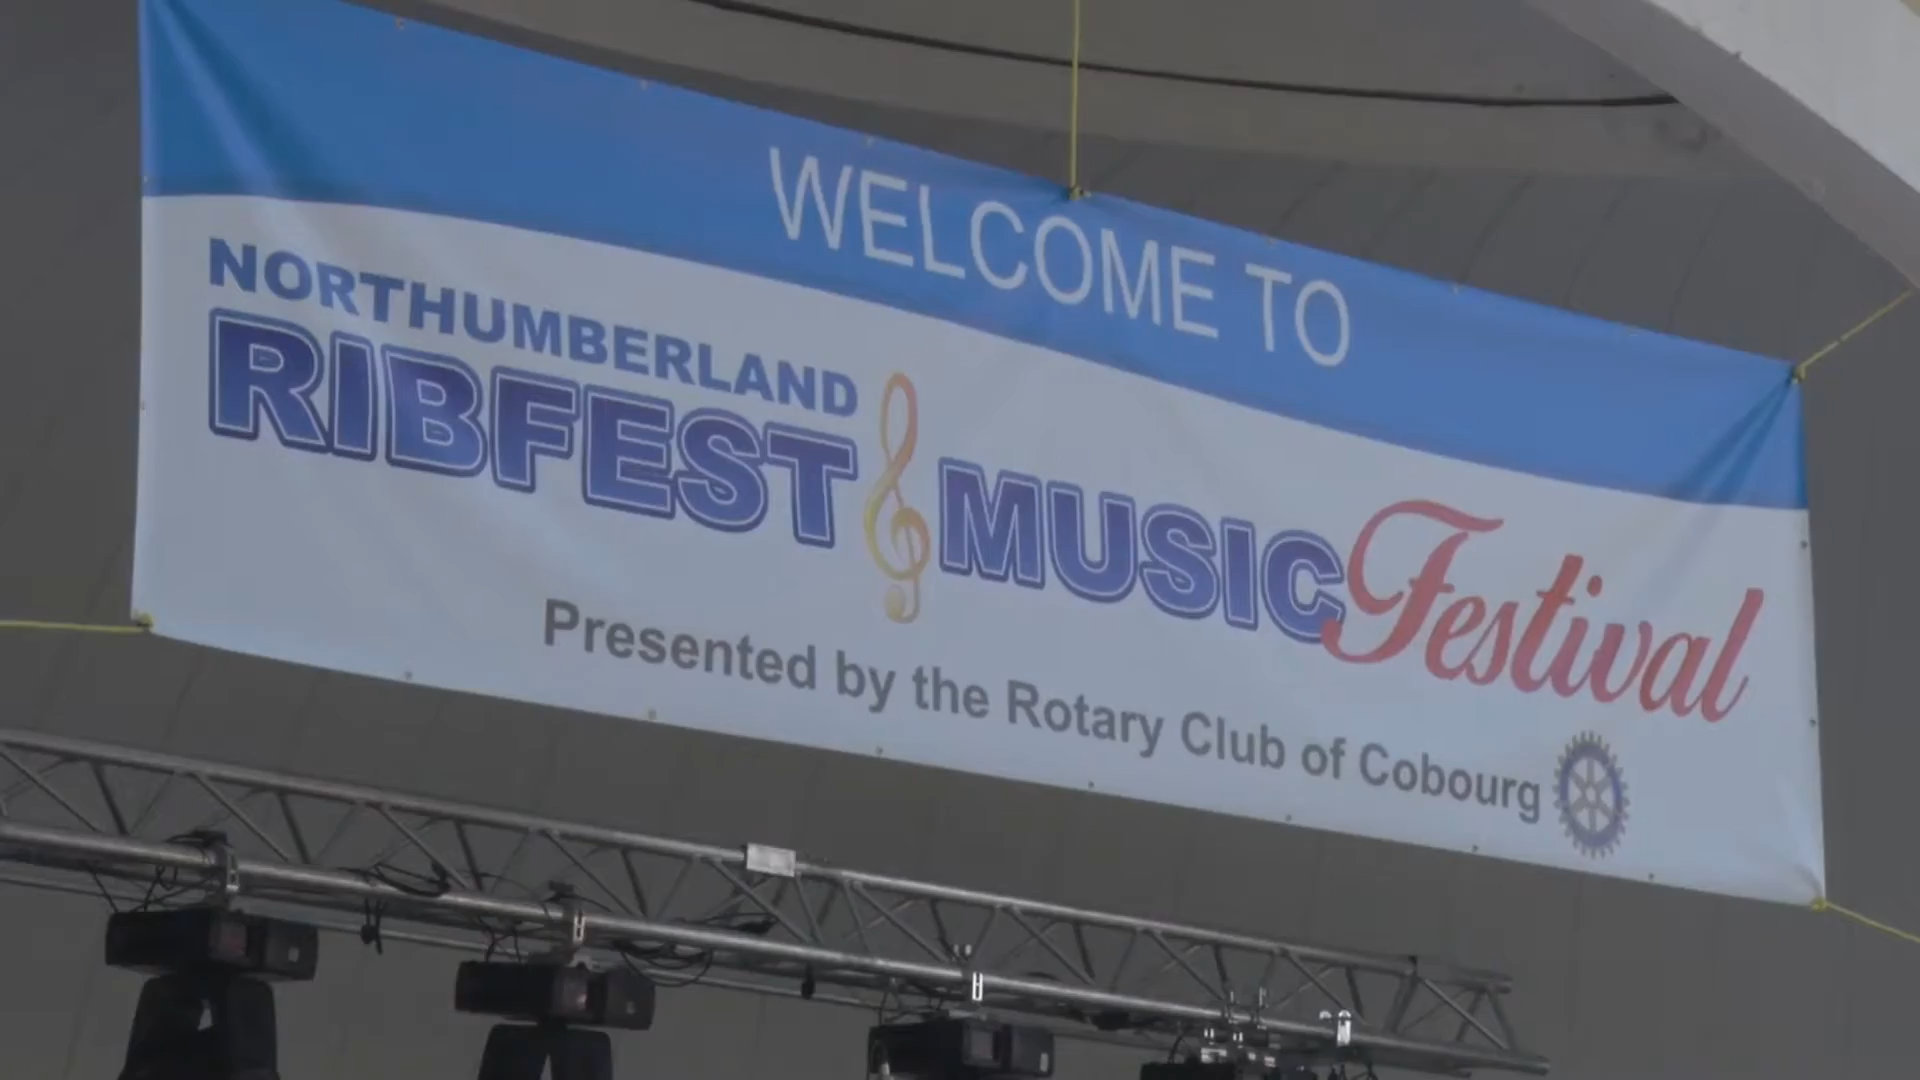 WELCOME TO
NORTHUMBERLAND
RIBFEST MUSIC Festival
Presented by the Rotary Club of Cobourg